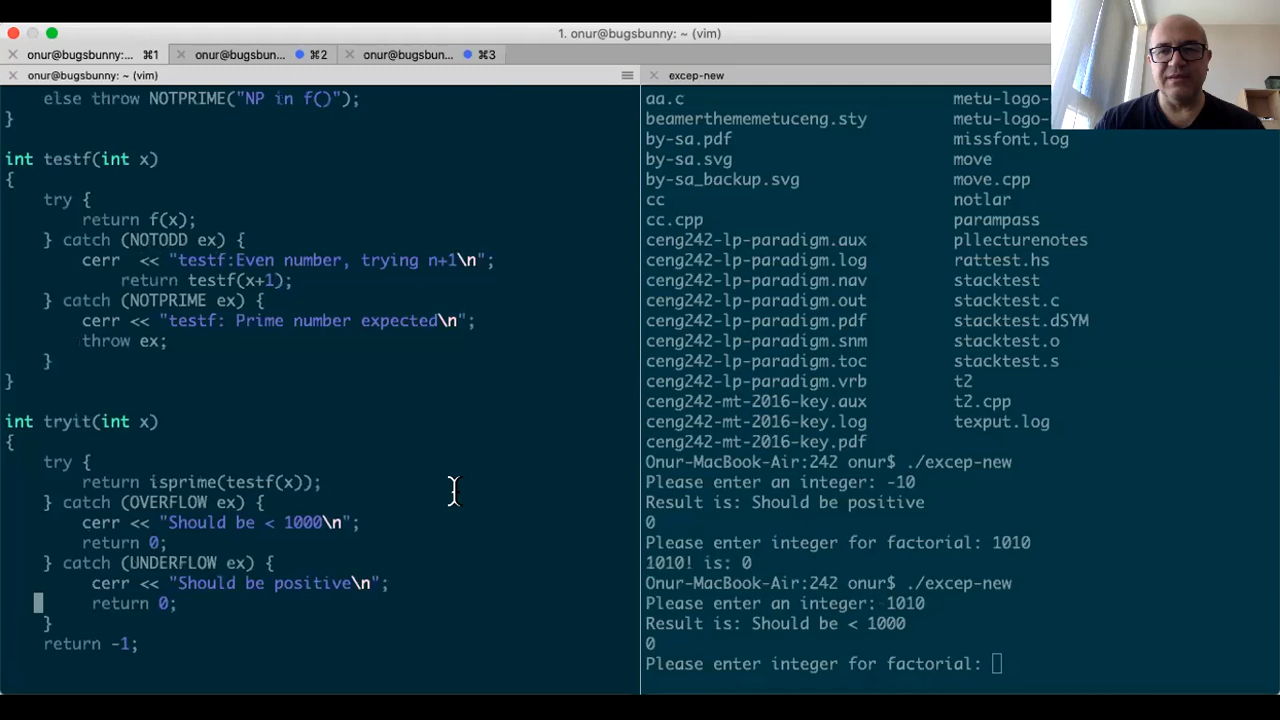 1. onur@bugsbunny: ~ (vim)
onur@bugsbunny:... ⌘1
onur@bugsbunn... ⌘2
onur@bugsbunn... ⌘3
onur@bugsbunny: ~ (vim)
else throw NOTPRIME("NP in f()");
}
int testf(int x)
{
try {
return f(x);
} catch (NOTODD ex) {
cerr  << "testf:Even number, trying n+1\n";
return testf(x+1);
} catch (NOTPRIME ex) {
cerr << "testf: Prime number expected\n";
throw ex;
}
}
int tryit(int x)
{
try {
return isprime(testf(x));
} catch (OVERFLOW ex) {
cerr << "Should be < 1000\n";
return 0;
} catch (UNDERFLOW ex) {
cerr << "Should be positive\n";
return 0;
}
return -1;
excep-new
aa.c metu-logo-
beamerthememetuceng.sty metu-logo-
by-sa.pdf missfont.log
by-sa.svg move
by-sa_backup.svg move.cpp
cc notlar
cc.cpp parampass
ceng242-lp-paradigm.aux pllecturenotes
ceng242-lp-paradigm.log rattest.hs
ceng242-lp-paradigm.nav stacktest
ceng242-lp-paradigm.out stacktest.c
ceng242-lp-paradigm.pdf stacktest.dSYM
ceng242-lp-paradigm.snm stacktest.o
ceng242-lp-paradigm.toc stacktest.s
ceng242-lp-paradigm.vrb t2
ceng242-mt-2016-key.aux t2.cpp
ceng242-mt-2016-key.log texput.log
ceng242-mt-2016-key.pdf
Onur-MacBook-Air:242 onur$ ./excep-new
Please enter an integer: -10
Result is: Should be positive
0
Please enter integer for factorial: 1010
1010! is: 0
Onur-MacBook-Air:242 onur$ ./excep-new
Please enter an integer: 1010
Result is: Should be < 1000
0
Please enter integer for factorial: